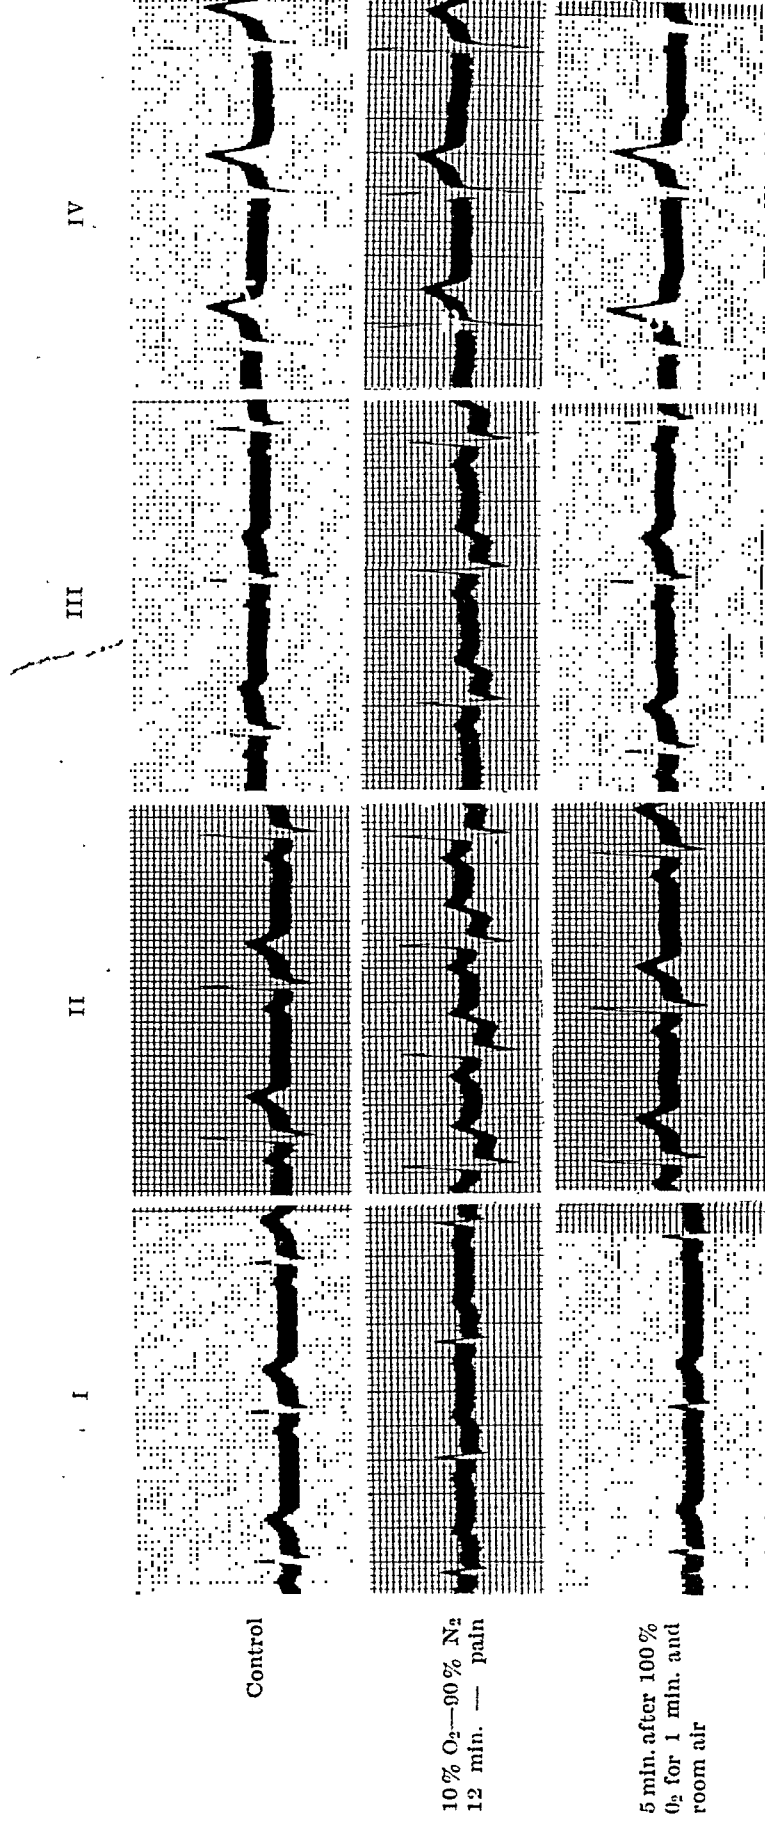 I
II
III
IV
Control
10% O₂—90% N₂
12 min. — pain
5 min. after 100%
O₂ for 1 min. and
room air